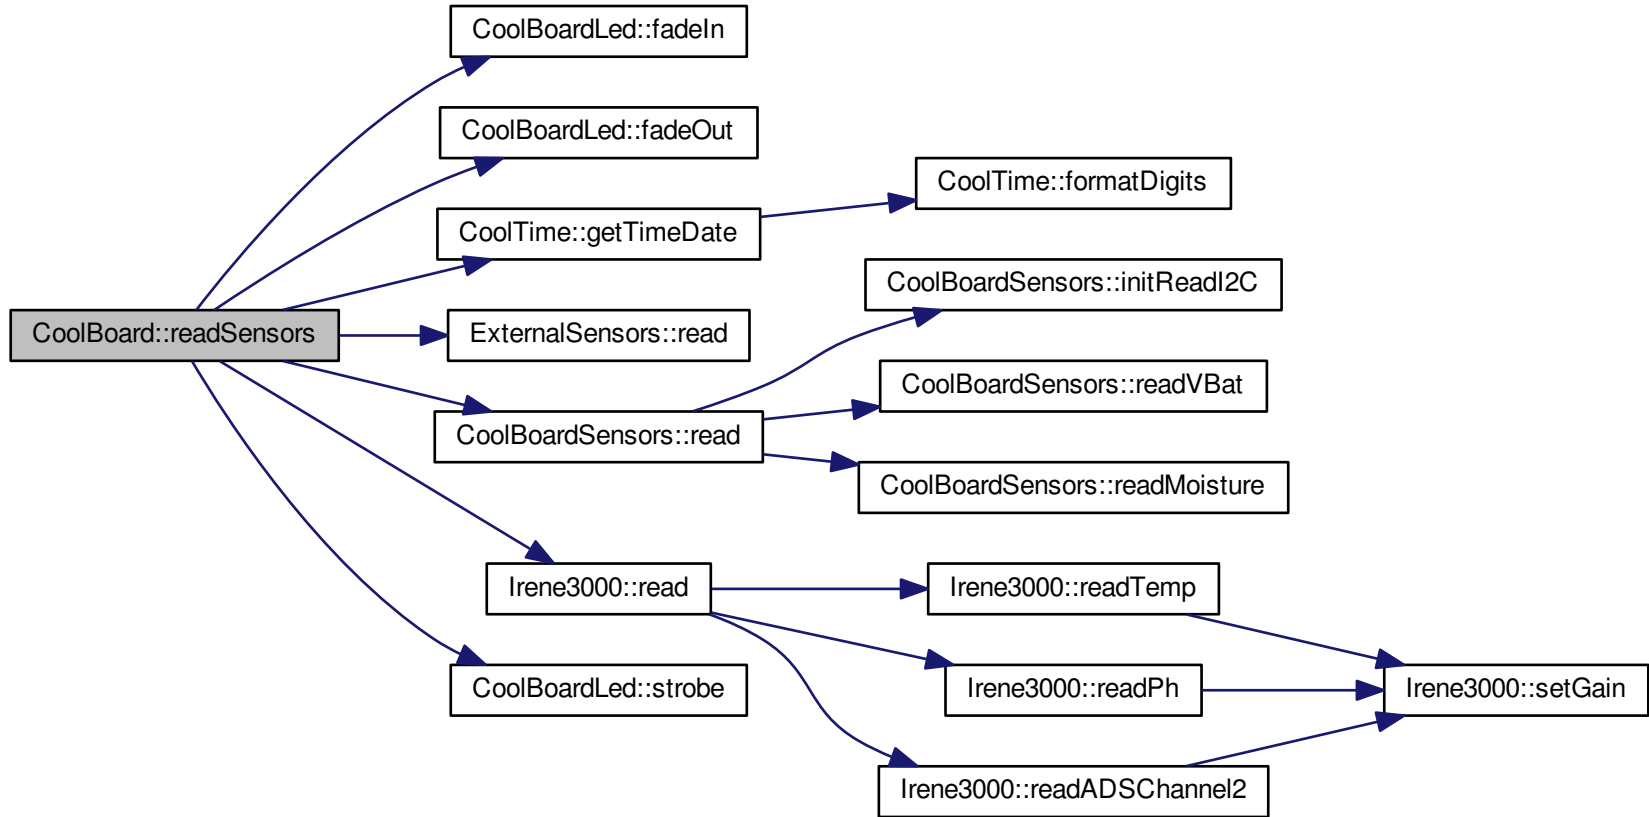 CoolBoardLed::fadeIn
CoolBoardLed::fadeOut
CoolTime::formatDigits
CoolTime::getTimeDate
CoolBoardSensors::initReadI2C
CoolBoard::readSensors
ExternalSensors::read
CoolBoardSensors::readVBat
CoolBoardSensors::read
CoolBoardSensors::readMoisture
Irene3000::read
Irene3000::readTemp
CoolBoardLed::strobe
Irene3000::readPh
Irene3000::setGain
Irene3000::readADSChannel2